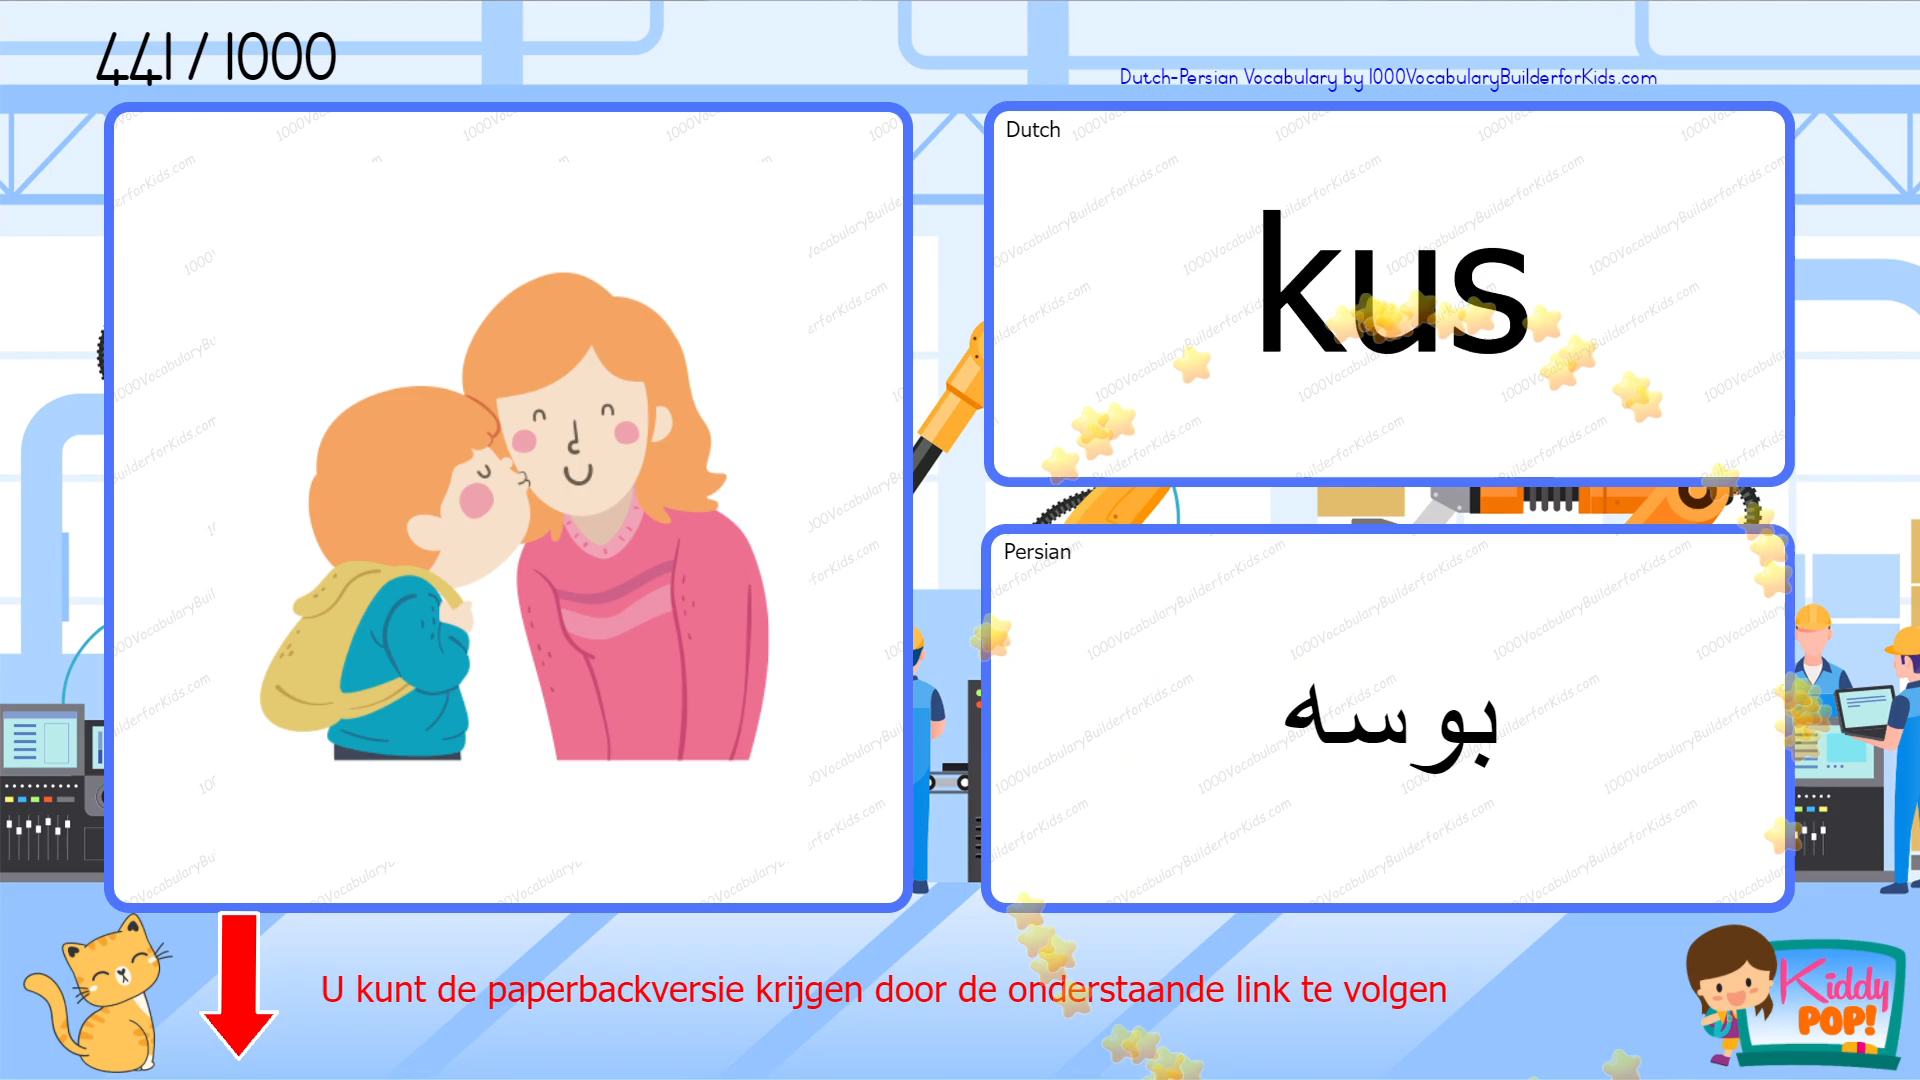 441/1000
Dutch-Persian Vocabulary by 1000VocabularyBuilderforKids.com
Dutch
kus
Persian
بوسه
U kunt de paperbackversie krijgen door de onderstaande link te volgen
Kiddy
POP!